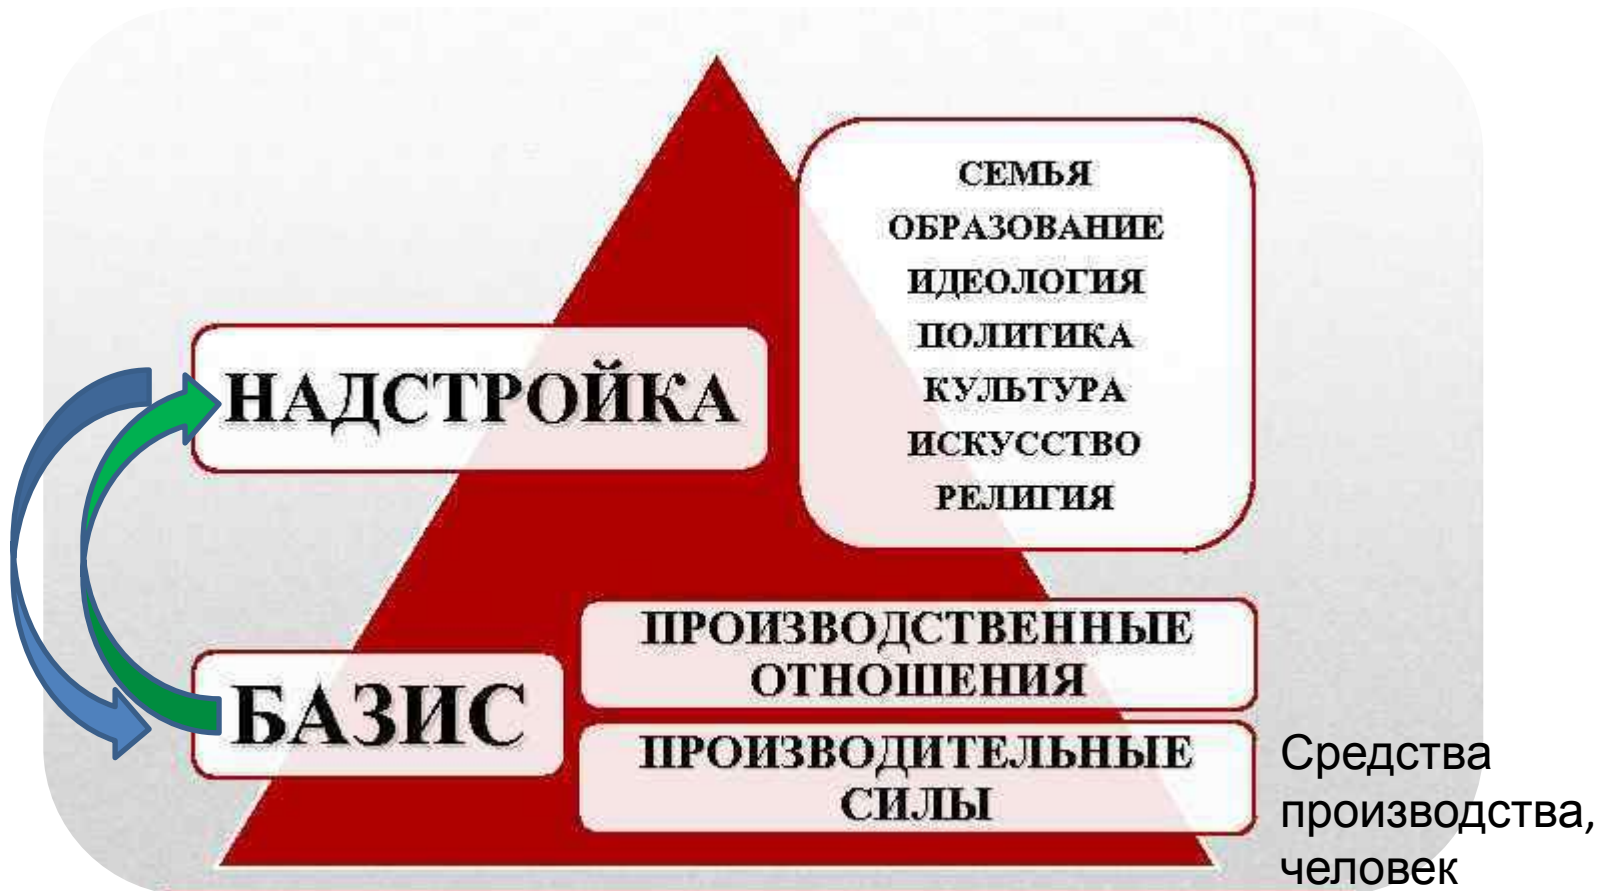 СЕМЬЯ
ОБРАЗОВАНИЕ
ИДЕОЛОГИЯ
ПОЛИТИКА
КУЛЬТУРА
ИСКУССТВО
РЕЛИГИЯ
НАДСТРОЙКА
БАЗИС
ПРОИЗВОДСТВЕННЫЕ
ОТНОШЕНИЯ
ПРОИЗВОДИТЕЛЬНЫЕ
СИЛЫ
Средства
производства,
человек